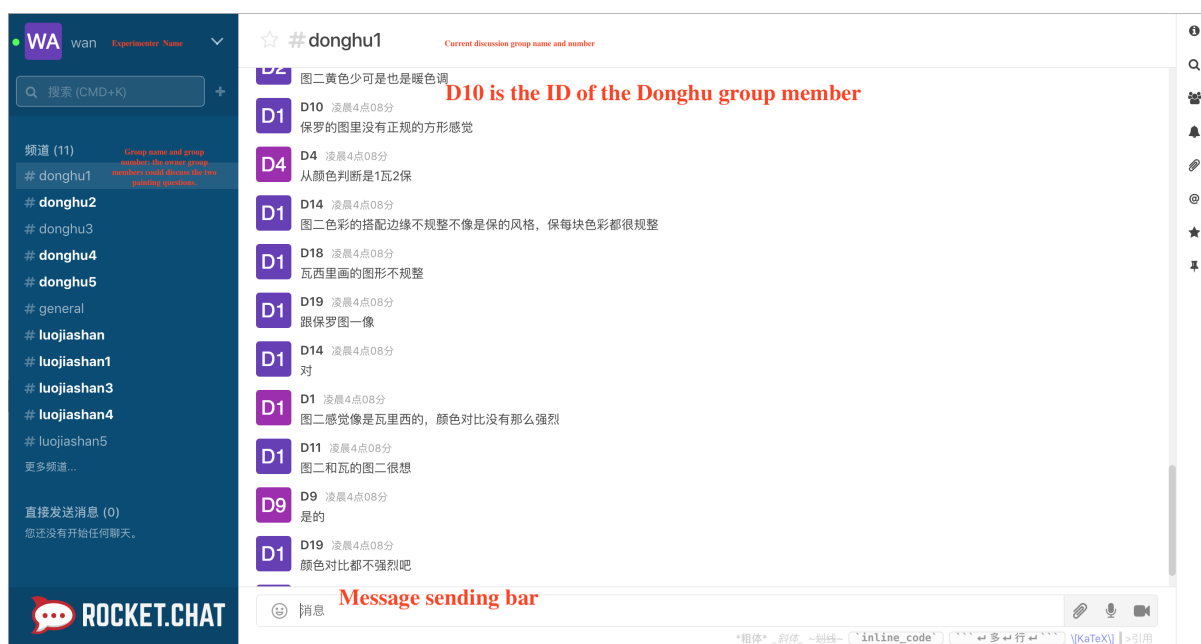 WA wan Experimenter Name
搜索 (CMD+K)
频道 (11)
Group name and group
number: the owner group
members could discuss the two
painting questions.
# donghu1
# donghu2
# donghu3
# donghu4
# donghu5
# general
# luojiashan
# luojiashan1
# luojiashan3
# luojiashan4
# luojiashan5
更多频道...
直接发送消息 (0)
您还没有开始任何聊天。
ROCKET.CHAT
#donghu1 Current discussion group name and number
D2
图二黄色少可是也是暖色调
D10 is the ID of the Donghu group member
D1 D10 凌晨4点08分
保罗的图里没有正规的方形感觉
D4 D4 凌晨4点08分
从颜色判断是1瓦2保
D1 D14 凌晨4点08分
图二色彩的搭配边缘不规整不像是保的风格，保每块色彩都很规整
D1 D18 凌晨4点08分
瓦西里画的图形不规整
D1 D19 凌晨4点08分
跟保罗图一像
D1 D14 凌晨4点08分
对
D1 D1 凌晨4点08分
图二感觉像是瓦里西的，颜色对比没有那么强烈
D1 D11 凌晨4点08分
图二和瓦的图二很想
D9 D9 凌晨4点08分
是的
D1 D19 凌晨4点08分
颜色对比都不强烈吧
消息 Message sending bar
*粗体* _斜体_ ~划线~ `inline_code` ```↵多↵行↵``` \[KaTeX\] >引用